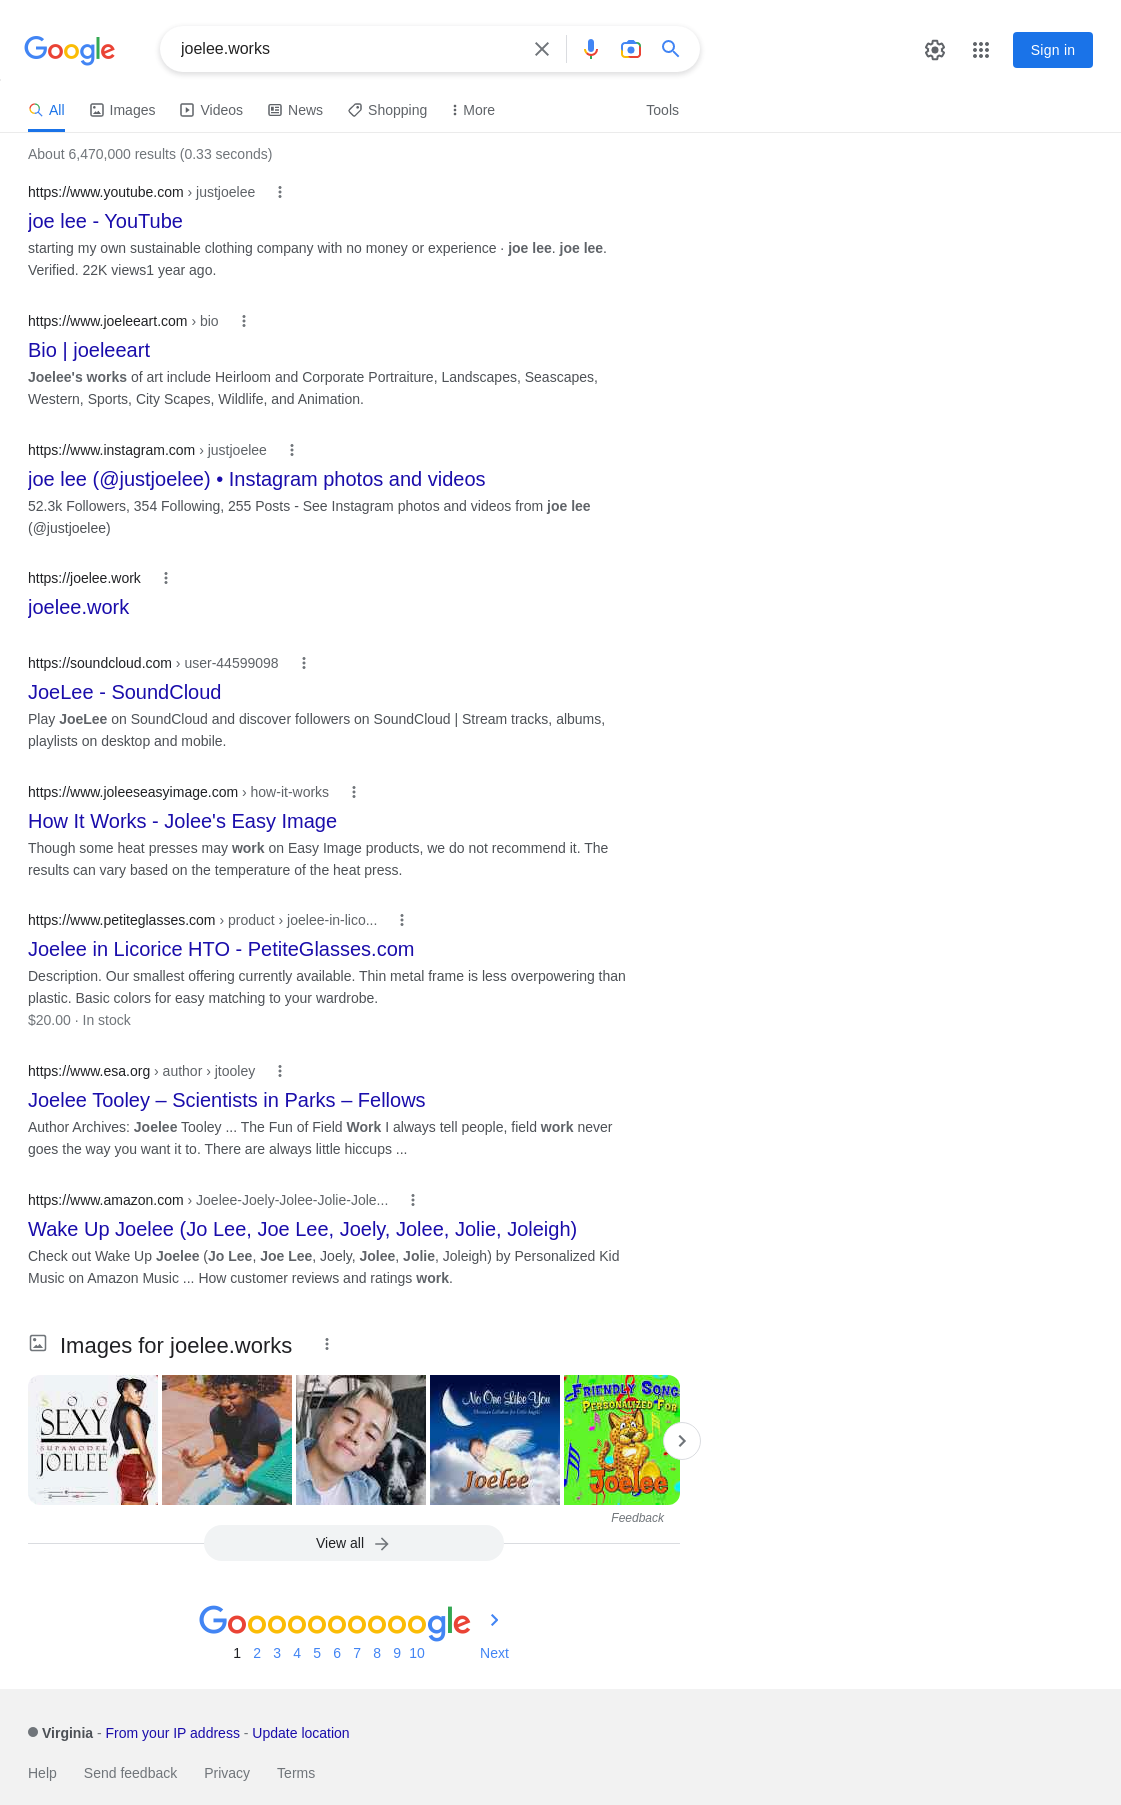 Google
joelee.works
Sign in
All Images Videos News Shopping More Tools
About 6,470,000 results (0.33 seconds)
https://www.youtube.com › justjoelee
joe lee - YouTube
starting my own sustainable clothing company with no money or experience · joe lee. joe lee.
Verified. 22K views1 year ago.
https://www.joeleeart.com › bio
Bio | joeleeart
Joelee's works of art include Heirloom and Corporate Portraiture, Landscapes, Seascapes,
Western, Sports, City Scapes, Wildlife, and Animation.
https://www.instagram.com › justjoelee
joe lee (@justjoelee) • Instagram photos and videos
52.3k Followers, 354 Following, 255 Posts - See Instagram photos and videos from joe lee
(@justjoelee)
https://joelee.work
joelee.work
https://soundcloud.com › user-44599098
JoeLee - SoundCloud
Play JoeLee on SoundCloud and discover followers on SoundCloud | Stream tracks, albums,
playlists on desktop and mobile.
https://www.joleeseasyimage.com › how-it-works
How It Works - Jolee's Easy Image
Though some heat presses may work on Easy Image products, we do not recommend it. The
results can vary based on the temperature of the heat press.
https://www.petiteglasses.com › product › joelee-in-lico...
Joelee in Licorice HTO - PetiteGlasses.com
Description. Our smallest offering currently available. Thin metal frame is less overpowering than
plastic. Basic colors for easy matching to your wardrobe.
$20.00 · In stock
https://www.esa.org › author › jtooley
Joelee Tooley – Scientists in Parks – Fellows
Author Archives: Joelee Tooley ... The Fun of Field Work I always tell people, field work never
goes the way you want it to. There are always little hiccups ...
https://www.amazon.com › Joelee-Joely-Jolee-Jolie-Jole...
Wake Up Joelee (Jo Lee, Joe Lee, Joely, Jolee, Jolie, Joleigh)
Check out Wake Up Joelee (Jo Lee, Joe Lee, Joely, Jolee, Jolie, Joleigh) by Personalized Kid
Music on Amazon Music ... How customer reviews and ratings work.
Images for joelee.works
SOO
SEXY
SUPAMODEL
JOELEE
No One Like You
Christian Lullabies for Little Angels
Joelee
FRIENDLY SONG
PERSONALIZED FOR
Joelee
Feedback
View all
Goooooooooogle
1 2 3 4 5 6 7 8 9 10 Next
Virginia - From your IP address - Update location
Help Send feedback Privacy Terms